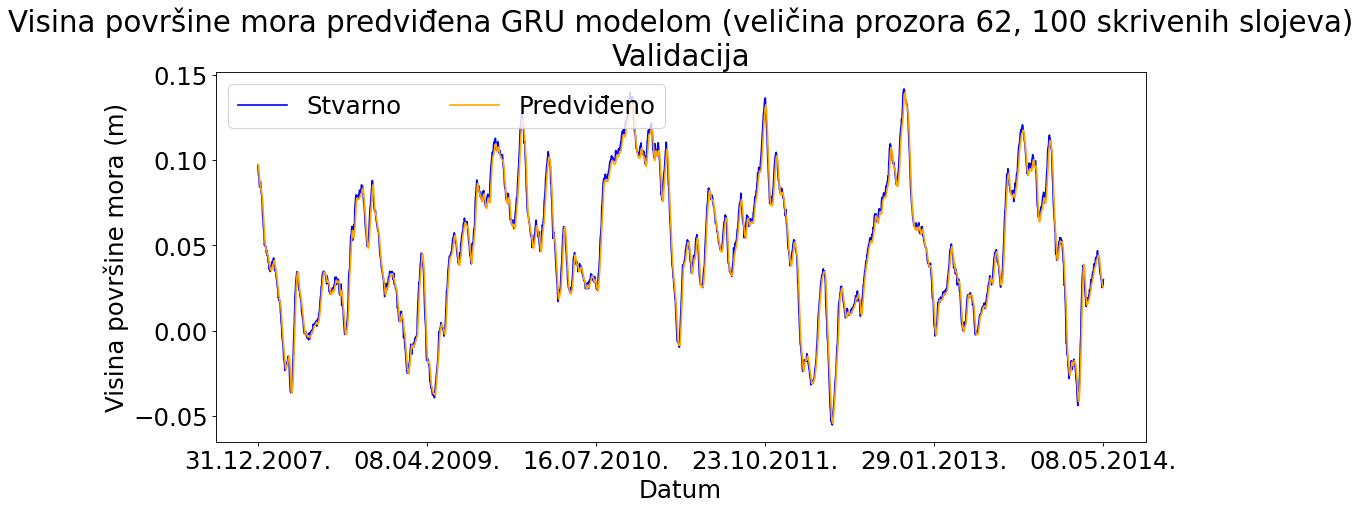 Visina površine mora predviđena GRU modelom (veličina prozora 62, 100 skrivenih slojeva)
Validacija
Stvarno
Predviđeno
Visina površine mora (m)
0.15
0.10
0.05
0.00
−0.05
31.12.2007.
08.04.2009.
16.07.2010.
23.10.2011.
29.01.2013.
08.05.2014.
Datum